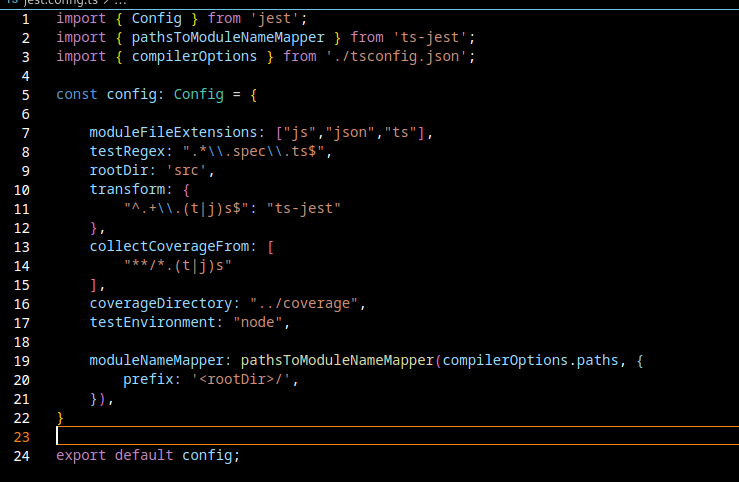 jest.config.ts > ...
1 import { Config } from 'jest';
2 import { pathsToModuleNameMapper } from 'ts-jest';
3 import { compilerOptions } from './tsconfig.json';
4
5 const config: Config = {
6
7 moduleFileExtensions: ["js","json","ts"],
8 testRegex: ".*\\.spec\\.ts$",
9 rootDir: 'src',
10 transform: {
11 "^.+\\.(t|j)s$": "ts-jest"
12 },
13 collectCoverageFrom: [
14 "**/*.(t|j)s"
15 ],
16 coverageDirectory: "../coverage",
17 testEnvironment: "node",
18
19 moduleNameMapper: pathsToModuleNameMapper(compilerOptions.paths, {
20 prefix: '<rootDir>/',
21 }),
22 }
23
24 export default config;